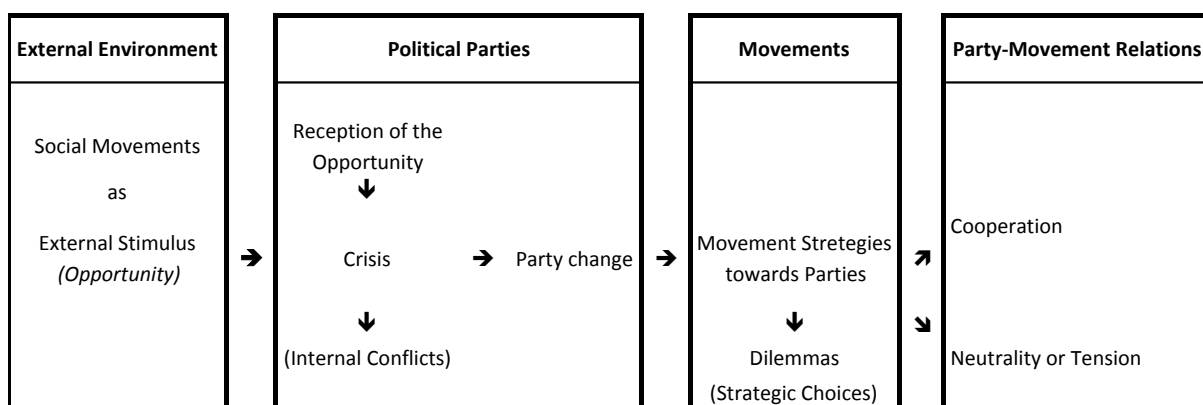 External Environment
Social Movements
as
External Stimulus
(Opportunity)
Political Parties
Reception of the
Opportunity
Crisis
Party change
(Internal Conflicts)
Movements
Movement Stretegies
towards Parties
Dilemmas
(Strategic Choices)
Party-Movement Relations
Cooperation
Neutrality or Tension